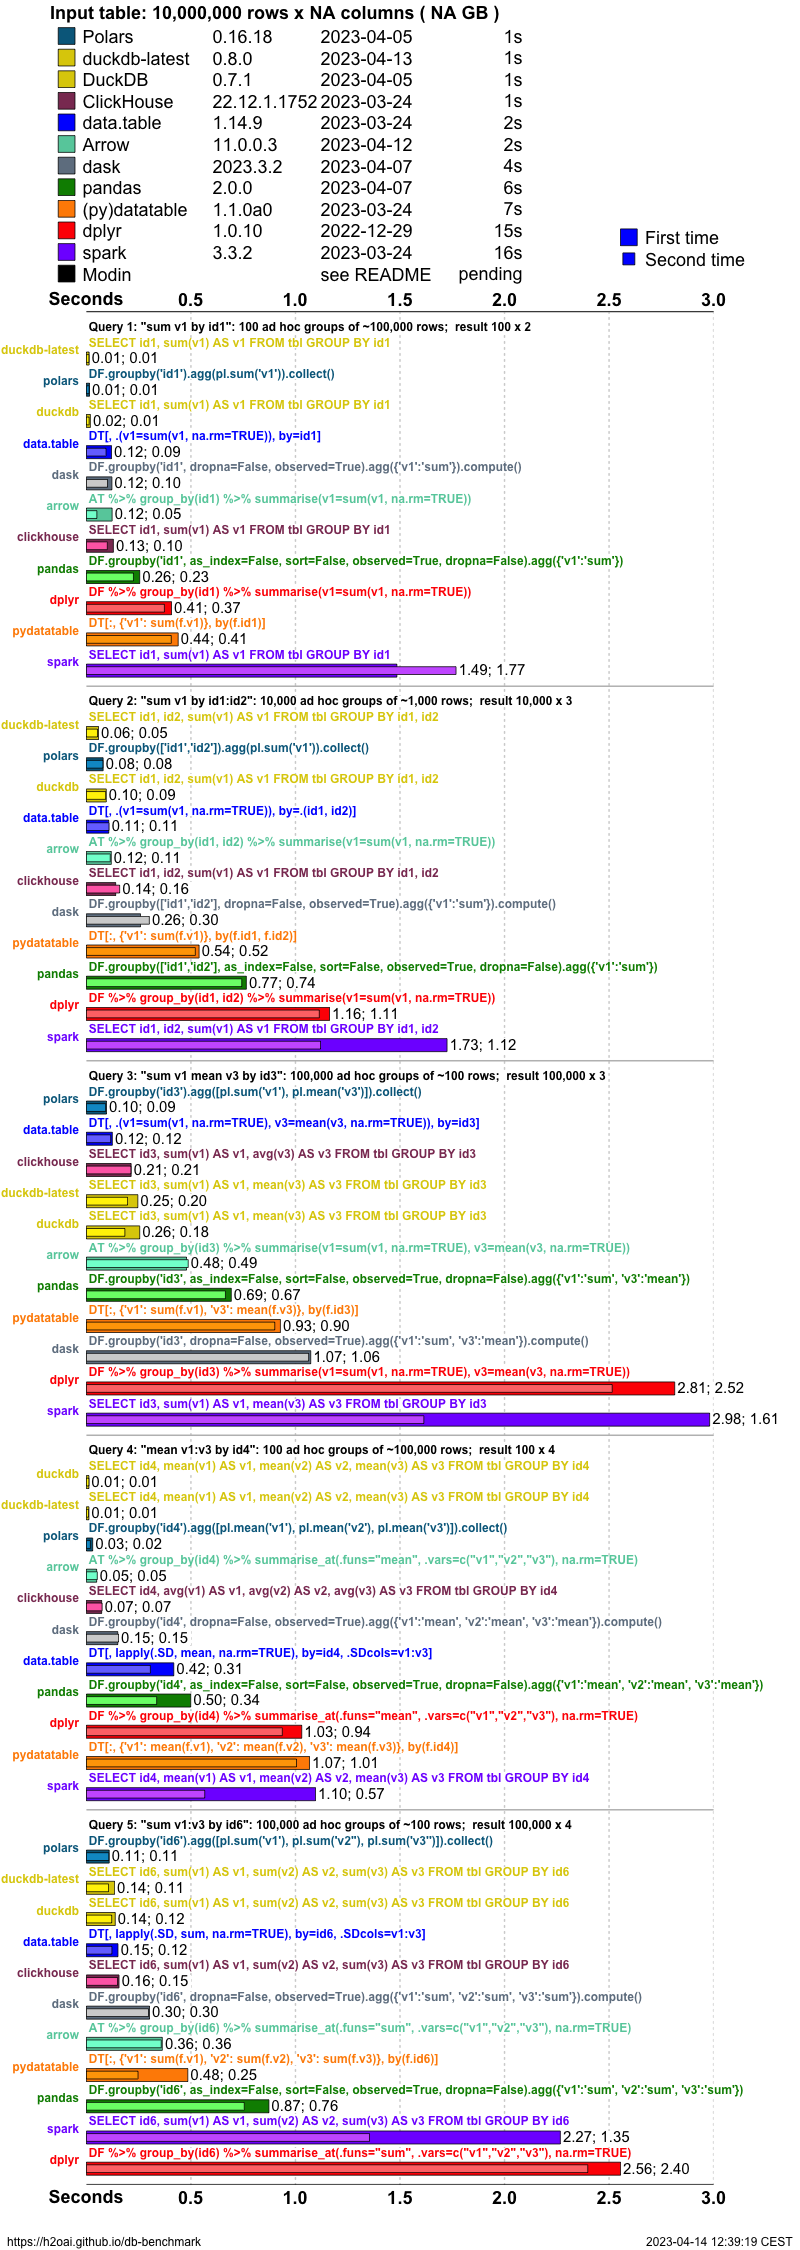 Input table: 10,000,000 rows x NA columns ( NA GB )
Polars 0.16.18 2023-04-05 1s
duckdb-latest 0.8.0 2023-04-13 1s
DuckDB 0.7.1 2023-04-05 1s
ClickHouse 22.12.1.1752 2023-03-24 1s
data.table 1.14.9 2023-03-24 2s
Arrow 11.0.0.3 2023-04-12 2s
dask 2023.3.2 2023-04-07 4s
pandas 2.0.0 2023-04-07 6s
(py)datatable 1.1.0a0 2023-03-24 7s
dplyr 1.0.10 2022-12-29 15s
spark 3.3.2 2023-03-24 16s
Modin see README pending
First time
Second time
Seconds 0.5 1.0 1.5 2.0 2.5 3.0
Query 1: "sum v1 by id1": 100 ad hoc groups of ~100,000 rows;  result 100 x 2
SELECT id1, sum(v1) AS v1 FROM tbl GROUP BY id1
duckdb-latest 0.01; 0.01
DF.groupby('id1').agg(pl.sum('v1')).collect()
polars 0.01; 0.01
SELECT id1, sum(v1) AS v1 FROM tbl GROUP BY id1
duckdb 0.02; 0.01
DT[, .(v1=sum(v1, na.rm=TRUE)), by=id1]
data.table 0.12; 0.09
DF.groupby('id1', dropna=False, observed=True).agg({'v1':'sum'}).compute()
dask 0.12; 0.10
AT %>% group_by(id1) %>% summarise(v1=sum(v1, na.rm=TRUE))
arrow 0.12; 0.05
SELECT id1, sum(v1) AS v1 FROM tbl GROUP BY id1
clickhouse 0.13; 0.10
DF.groupby('id1', as_index=False, sort=False, observed=True, dropna=False).agg({'v1':'sum'})
pandas 0.26; 0.23
DF %>% group_by(id1) %>% summarise(v1=sum(v1, na.rm=TRUE))
dplyr 0.41; 0.37
DT[:, {'v1': sum(f.v1)}, by(f.id1)]
pydatatable 0.44; 0.41
SELECT id1, sum(v1) AS v1 FROM tbl GROUP BY id1
spark 1.49; 1.77
Query 2: "sum v1 by id1:id2": 10,000 ad hoc groups of ~1,000 rows;  result 10,000 x 3
SELECT id1, id2, sum(v1) AS v1 FROM tbl GROUP BY id1, id2
duckdb-latest 0.06; 0.05
DF.groupby(['id1','id2']).agg(pl.sum('v1')).collect()
polars 0.08; 0.08
SELECT id1, id2, sum(v1) AS v1 FROM tbl GROUP BY id1, id2
duckdb 0.10; 0.09
DT[, .(v1=sum(v1, na.rm=TRUE)), by=.(id1, id2)]
data.table 0.11; 0.11
AT %>% group_by(id1, id2) %>% summarise(v1=sum(v1, na.rm=TRUE))
arrow 0.12; 0.11
SELECT id1, id2, sum(v1) AS v1 FROM tbl GROUP BY id1, id2
clickhouse 0.14; 0.16
DF.groupby(['id1','id2'], dropna=False, observed=True).agg({'v1':'sum'}).compute()
dask 0.26; 0.30
DT[:, {'v1': sum(f.v1)}, by(f.id1, f.id2)]
pydatatable 0.54; 0.52
DF.groupby(['id1','id2'], as_index=False, sort=False, observed=True, dropna=False).agg({'v1':'sum'})
pandas 0.77; 0.74
DF %>% group_by(id1, id2) %>% summarise(v1=sum(v1, na.rm=TRUE))
dplyr 1.16; 1.11
SELECT id1, id2, sum(v1) AS v1 FROM tbl GROUP BY id1, id2
spark 1.73; 1.12
Query 3: "sum v1 mean v3 by id3": 100,000 ad hoc groups of ~100 rows;  result 100,000 x 3
DF.groupby('id3').agg([pl.sum('v1'), pl.mean('v3')]).collect()
polars 0.10; 0.09
DT[, .(v1=sum(v1, na.rm=TRUE), v3=mean(v3, na.rm=TRUE)), by=id3]
data.table 0.12; 0.12
SELECT id3, sum(v1) AS v1, avg(v3) AS v3 FROM tbl GROUP BY id3
clickhouse 0.21; 0.21
SELECT id3, sum(v1) AS v1, mean(v3) AS v3 FROM tbl GROUP BY id3
duckdb-latest 0.25; 0.20
SELECT id3, sum(v1) AS v1, mean(v3) AS v3 FROM tbl GROUP BY id3
duckdb 0.26; 0.18
AT %>% group_by(id3) %>% summarise(v1=sum(v1, na.rm=TRUE), v3=mean(v3, na.rm=TRUE))
arrow 0.48; 0.49
DF.groupby('id3', as_index=False, sort=False, observed=True, dropna=False).agg({'v1':'sum', 'v3':'mean'})
pandas 0.69; 0.67
DT[:, {'v1': sum(f.v1), 'v3': mean(f.v3)}, by(f.id3)]
pydatatable 0.93; 0.90
DF.groupby('id3', dropna=False, observed=True).agg({'v1':'sum', 'v3':'mean'}).compute()
dask 1.07; 1.06
DF %>% group_by(id3) %>% summarise(v1=sum(v1, na.rm=TRUE), v3=mean(v3, na.rm=TRUE))
dplyr 2.81; 2.52
SELECT id3, sum(v1) AS v1, mean(v3) AS v3 FROM tbl GROUP BY id3
spark 2.98; 1.61
Query 4: "mean v1:v3 by id4": 100 ad hoc groups of ~100,000 rows;  result 100 x 4
SELECT id4, mean(v1) AS v1, mean(v2) AS v2, mean(v3) AS v3 FROM tbl GROUP BY id4
duckdb 0.01; 0.01
SELECT id4, mean(v1) AS v1, mean(v2) AS v2, mean(v3) AS v3 FROM tbl GROUP BY id4
duckdb-latest 0.01; 0.01
DF.groupby('id4').agg([pl.mean('v1'), pl.mean('v2'), pl.mean('v3')]).collect()
polars 0.03; 0.02
AT %>% group_by(id4) %>% summarise_at(.funs="mean", .vars=c("v1","v2","v3"), na.rm=TRUE)
arrow 0.05; 0.05
SELECT id4, avg(v1) AS v1, avg(v2) AS v2, avg(v3) AS v3 FROM tbl GROUP BY id4
clickhouse 0.07; 0.07
DF.groupby('id4', dropna=False, observed=True).agg({'v1':'mean', 'v2':'mean', 'v3':'mean'}).compute()
dask 0.15; 0.15
DT[, lapply(.SD, mean, na.rm=TRUE), by=id4, .SDcols=v1:v3]
data.table 0.42; 0.31
DF.groupby('id4', as_index=False, sort=False, observed=True, dropna=False).agg({'v1':'mean', 'v2':'mean', 'v3':'mean'})
pandas 0.50; 0.34
DF %>% group_by(id4) %>% summarise_at(.funs="mean", .vars=c("v1","v2","v3"), na.rm=TRUE)
dplyr 1.03; 0.94
DT[:, {'v1': mean(f.v1), 'v2': mean(f.v2), 'v3': mean(f.v3)}, by(f.id4)]
pydatatable 1.07; 1.01
SELECT id4, mean(v1) AS v1, mean(v2) AS v2, mean(v3) AS v3 FROM tbl GROUP BY id4
spark 1.10; 0.57
Query 5: "sum v1:v3 by id6": 100,000 ad hoc groups of ~100 rows;  result 100,000 x 4
DF.groupby('id6').agg([pl.sum('v1'), pl.sum('v2"), pl.sum('v3")]).collect()
polars 0.11; 0.11
SELECT id6, sum(v1) AS v1, sum(v2) AS v2, sum(v3) AS v3 FROM tbl GROUP BY id6
duckdb-latest 0.14; 0.11
SELECT id6, sum(v1) AS v1, sum(v2) AS v2, sum(v3) AS v3 FROM tbl GROUP BY id6
duckdb 0.14; 0.12
DT[, lapply(.SD, sum, na.rm=TRUE), by=id6, .SDcols=v1:v3]
data.table 0.15; 0.12
SELECT id6, sum(v1) AS v1, sum(v2) AS v2, sum(v3) AS v3 FROM tbl GROUP BY id6
clickhouse 0.16; 0.15
DF.groupby('id6', dropna=False, observed=True).agg({'v1':'sum', 'v2':'sum', 'v3':'sum'}).compute()
dask 0.30; 0.30
AT %>% group_by(id6) %>% summarise_at(.funs="sum", .vars=c("v1","v2","v3"), na.rm=TRUE)
arrow 0.36; 0.36
DT[:, {'v1': sum(f.v1), 'v2': sum(f.v2), 'v3': sum(f.v3)}, by(f.id6)]
pydatatable 0.48; 0.25
DF.groupby('id6', as_index=False, sort=False, observed=True, dropna=False).agg({'v1':'sum', 'v2':'sum', 'v3':'sum'})
pandas 0.87; 0.76
SELECT id6, sum(v1) AS v1, sum(v2) AS v2, sum(v3) AS v3 FROM tbl GROUP BY id6
spark 2.27; 1.35
DF %>% group_by(id6) %>% summarise_at(.funs="sum", .vars=c("v1","v2","v3"), na.rm=TRUE)
dplyr 2.56; 2.40
Seconds 0.5 1.0 1.5 2.0 2.5 3.0
https://h2oai.github.io/db-benchmark 2023-04-14 12:39:19 CEST